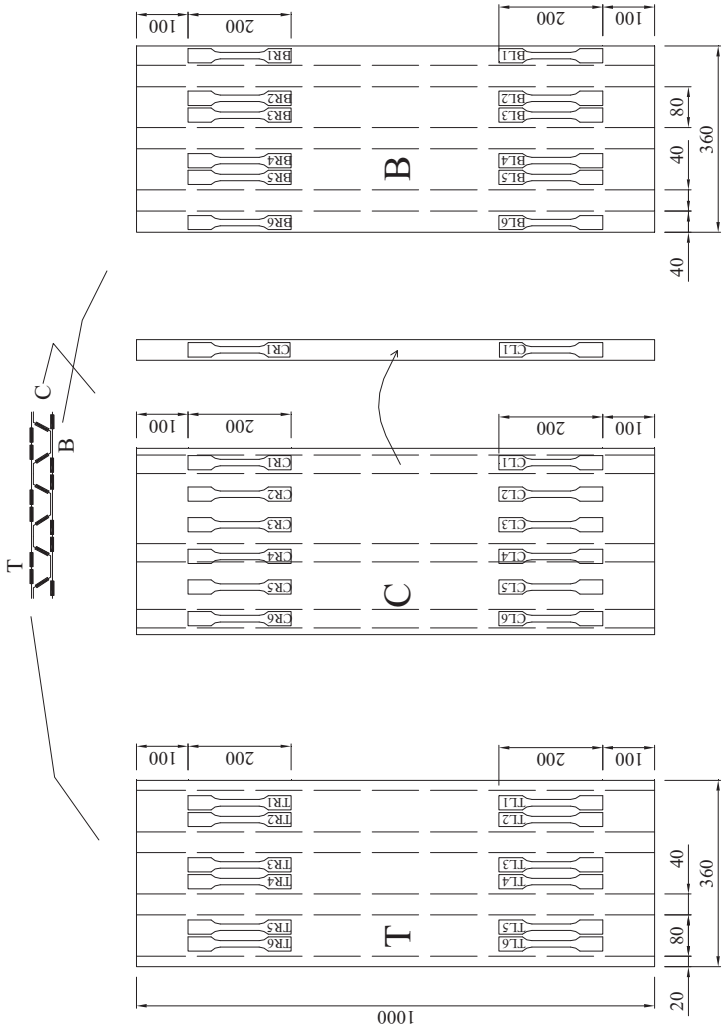 100
200
BR1
BR2
BR3
BR4
BR5
BR6
B
BL1
BL2
BL3
BL4
BL5
BL6
200
100
80
40
360
40
T
C
B
CR1
CL1
100
200
CR1
CR2
CR3
CR4
CR5
CR6
C
CL1
CL2
CL3
CL4
CL5
CL6
200
100
100
200
TR1
TR2
TR3
TR4
TR5
TR6
T
TL1
TL2
TL3
TL4
TL5
TL6
200
100
1000
40
360
80
20